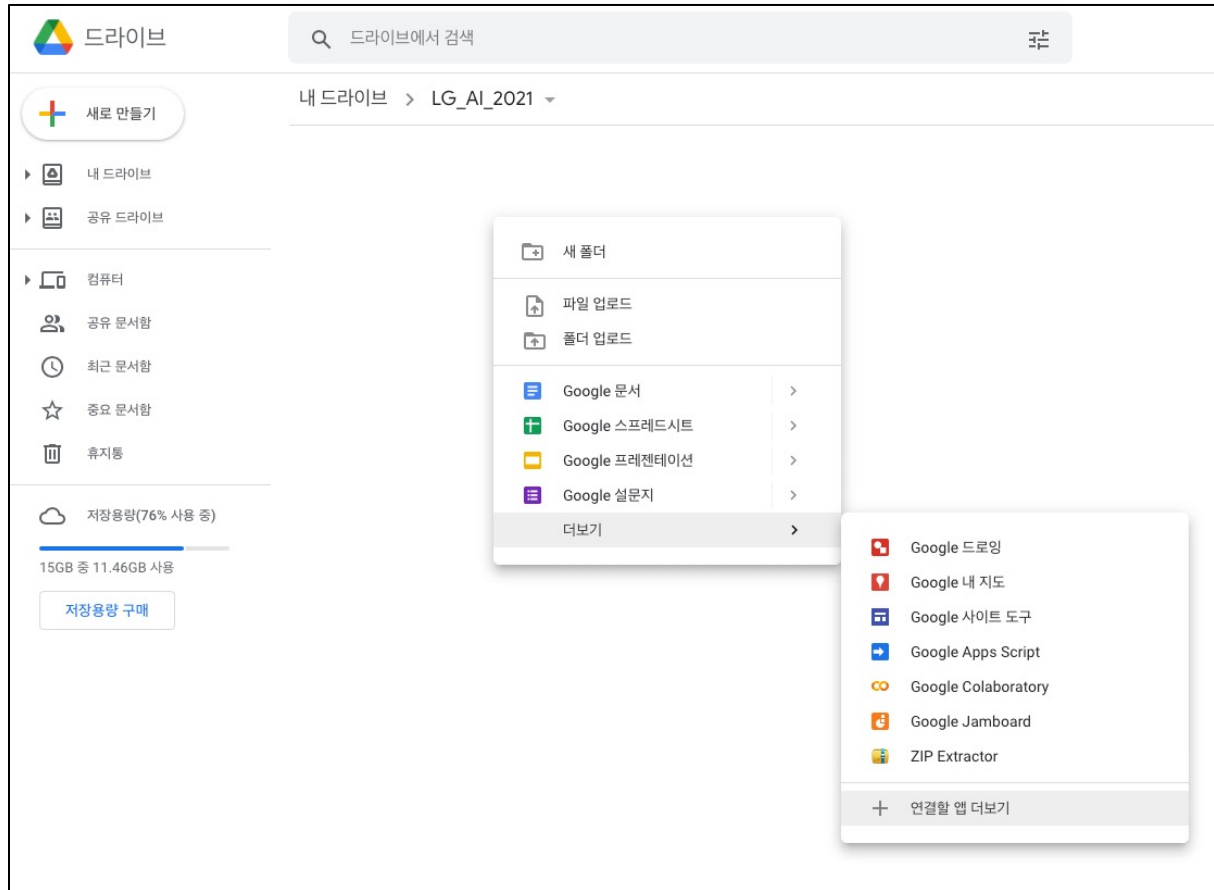 드라이브
드라이브에서 검색
새로 만들기
내 드라이브 > LG_AI_2021
내 드라이브
공유 드라이브
컴퓨터
공유 문서함
최근 문서함
중요 문서함
휴지통
저장용량(76% 사용 중)
15GB 중 11.46GB 사용
저장용량 구매
새 폴더
파일 업로드
폴더 업로드
Google 문서
Google 스프레드시트
Google 프레젠테이션
Google 설문지
더보기
Google 드로잉
Google 내 지도
Google 사이트 도구
Google Apps Script
Google Colaboratory
Google Jamboard
ZIP Extractor
연결할 앱 더보기